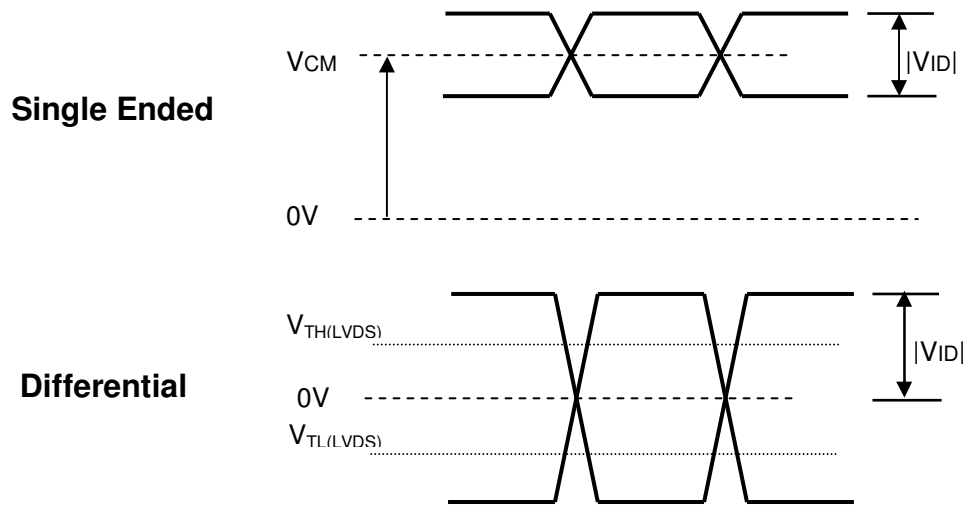 VCM
|VID|
Single Ended
0V
VTH(LVDS)
|VID|
Differential
0V
VTL(LVDS)